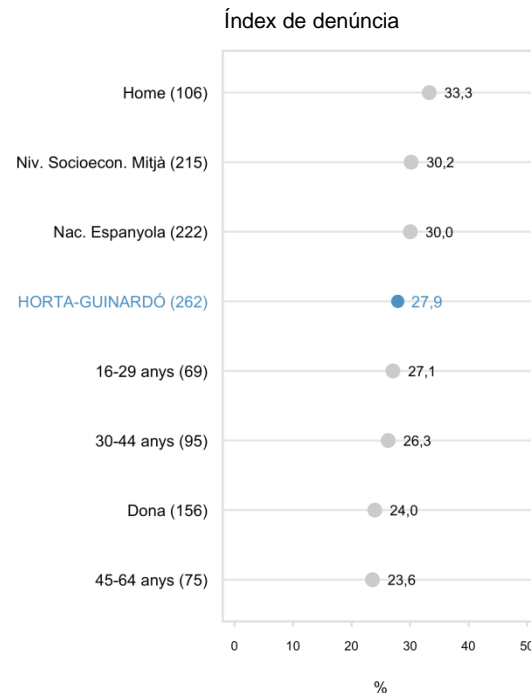 Índex de denúncia
Home (106) 33,3
Niv. Socioecon. Mitjà (215) 30,2
Nac. Espanyola (222) 30,0
HORTA-GUINARDÓ (262) 27,9
16-29 anys (69) 27,1
30-44 anys (95) 26,3
Dona (156) 24,0
45-64 anys (75) 23,6
0 10 20 30 40 50
%